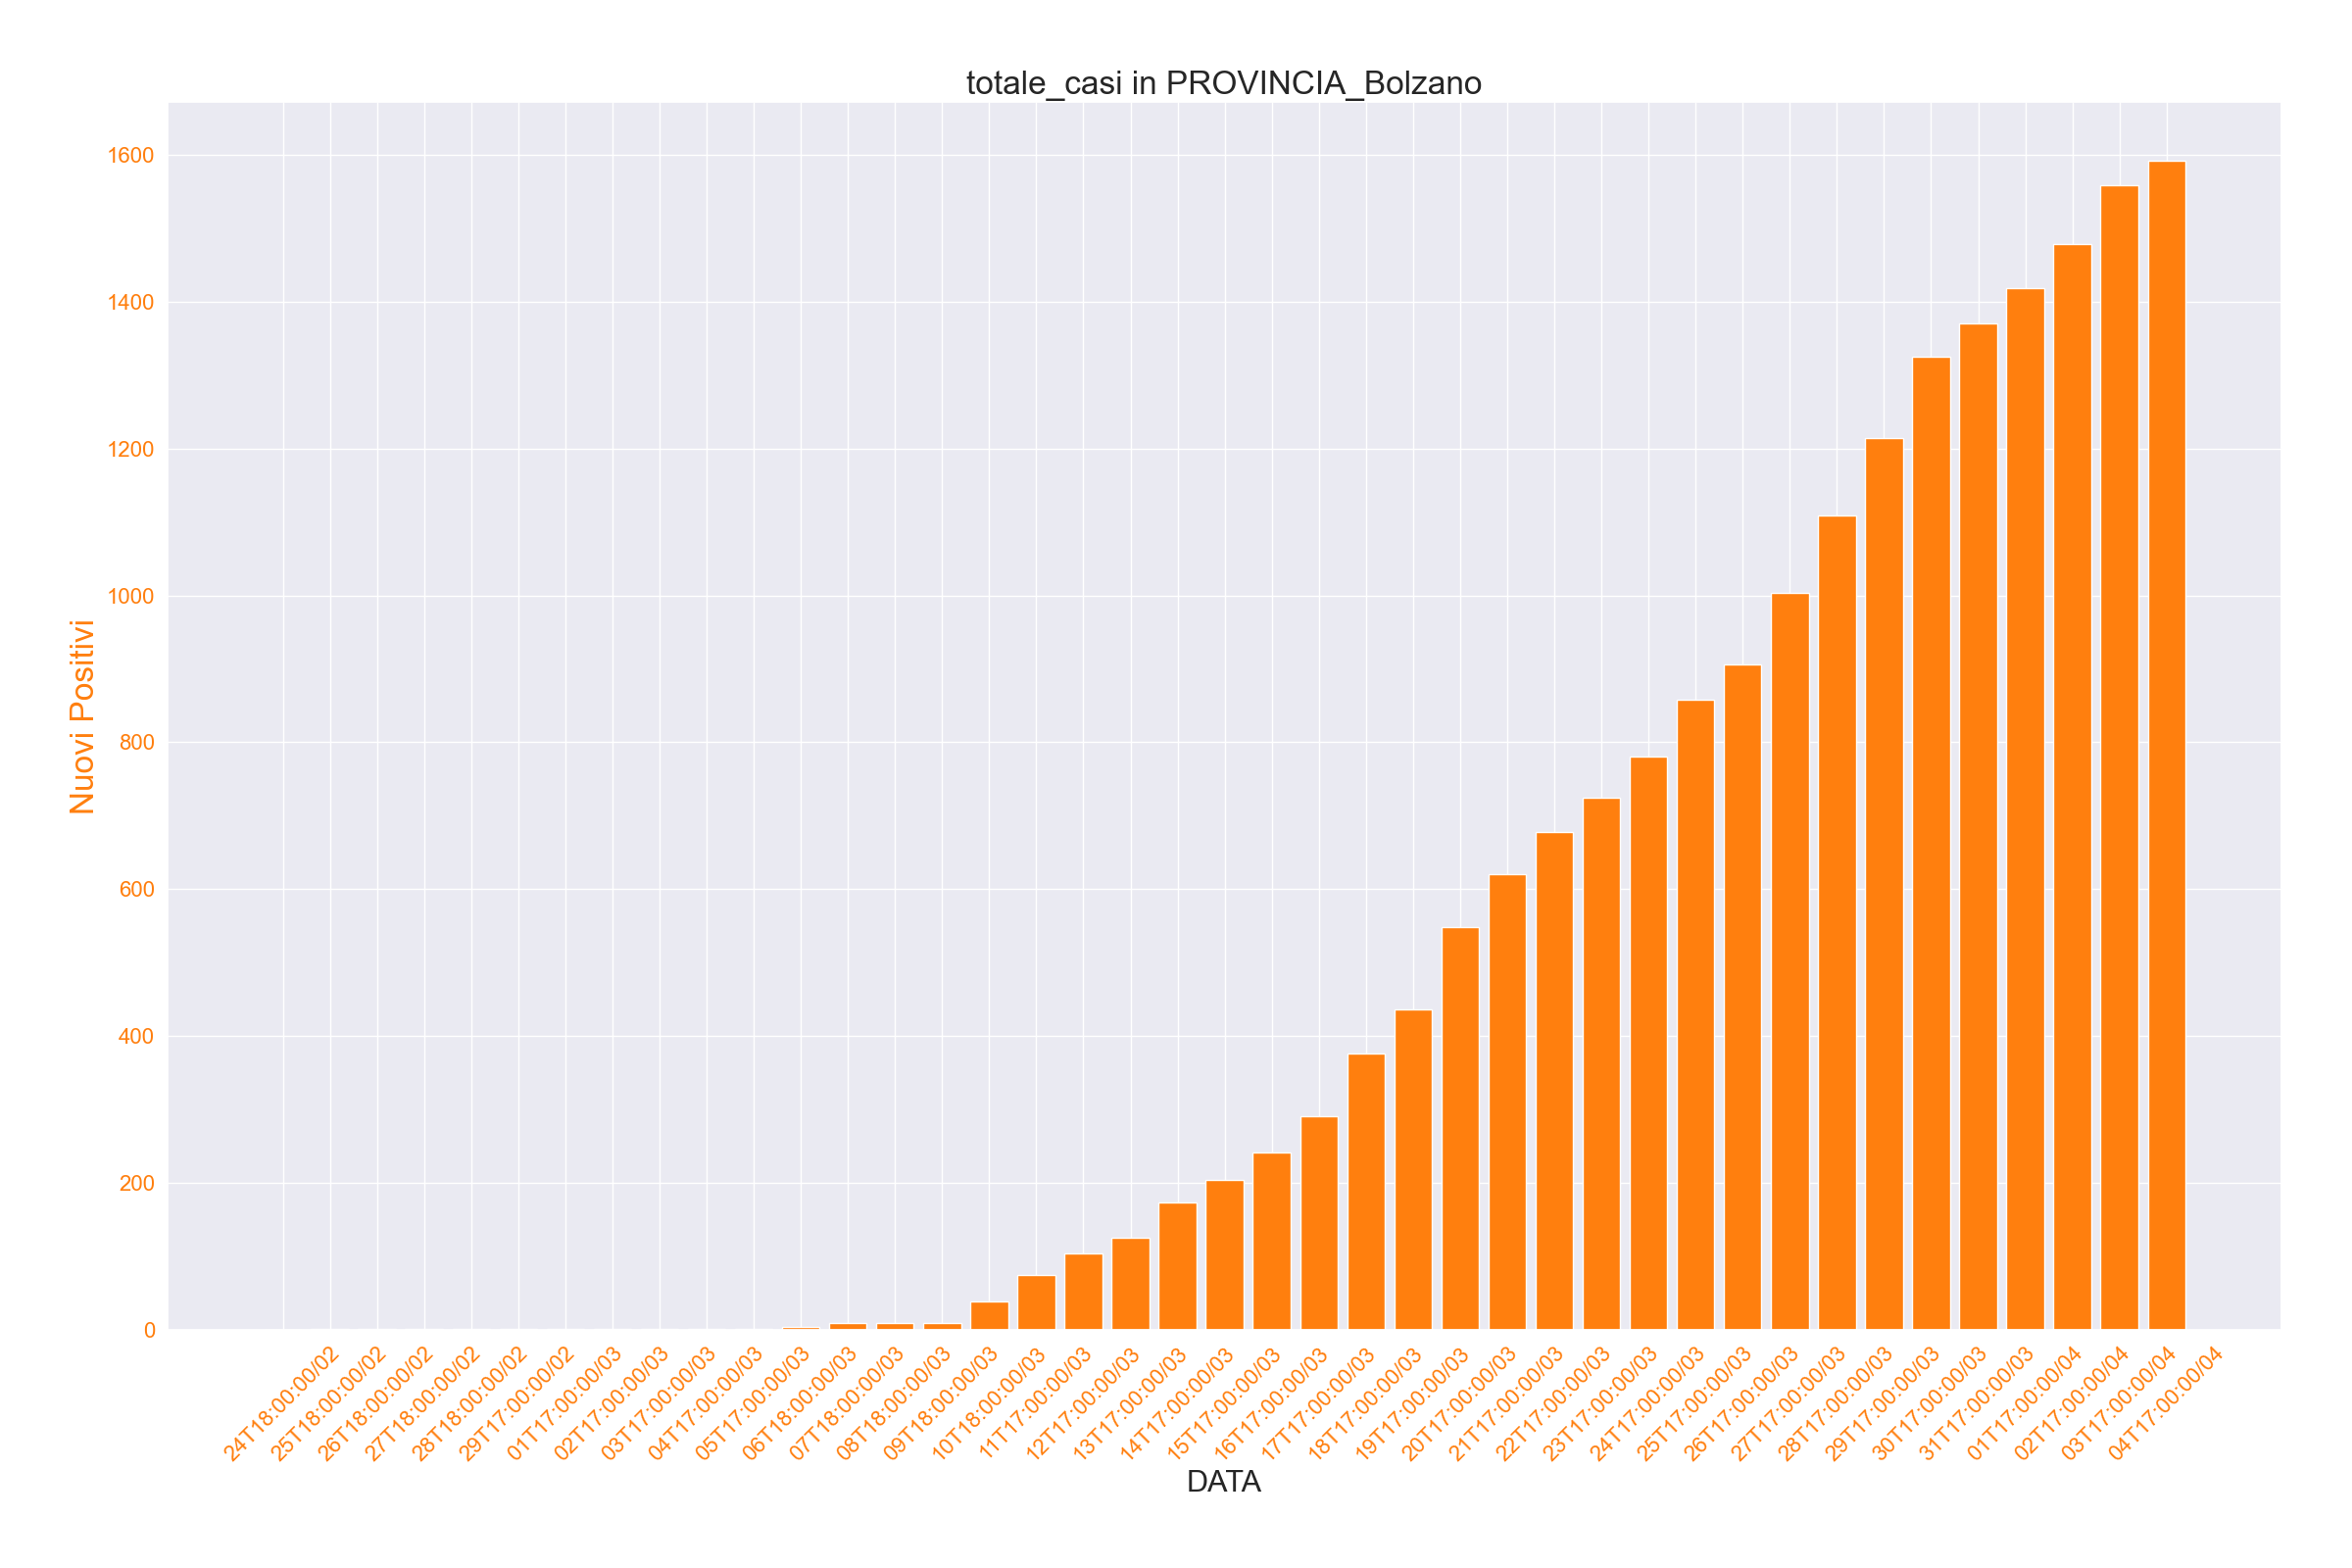 totale_casi in PROVINCIA_Bolzano
1600
1400
1200
1000
800
600
400
200
0
Nuovi Positivi
24T18:00:00/02
25T18:00:00/02
26T18:00:00/02
27T18:00:00/02
28T18:00:00/02
29T17:00:00/02
01T17:00:00/03
02T17:00:00/03
03T17:00:00/03
04T17:00:00/03
05T17:00:00/03
06T18:00:00/03
07T18:00:00/03
08T18:00:00/03
09T18:00:00/03
10T18:00:00/03
11T17:00:00/03
12T17:00:00/03
13T17:00:00/03
14T17:00:00/03
15T17:00:00/03
16T17:00:00/03
17T17:00:00/03
18T17:00:00/03
19T17:00:00/03
20T17:00:00/03
21T17:00:00/03
22T17:00:00/03
23T17:00:00/03
24T17:00:00/03
25T17:00:00/03
26T17:00:00/03
27T17:00:00/03
28T17:00:00/03
29T17:00:00/03
30T17:00:00/03
31T17:00:00/03
01T17:00:00/04
02T17:00:00/04
03T17:00:00/04
04T17:00:00/04
DATA